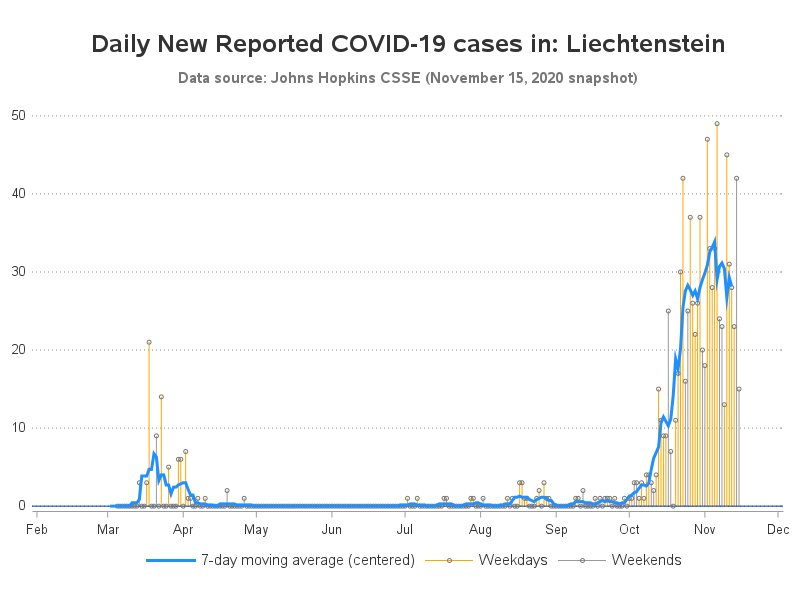 Daily New Reported COVID-19 cases in: Liechtenstein
Data source: Johns Hopkins CSSE (November 15, 2020 snapshot)
50
40
30
20
10
0
Feb Mar Apr May Jun Jul Aug Sep Oct Nov Dec
7-day moving average (centered) Weekdays Weekends